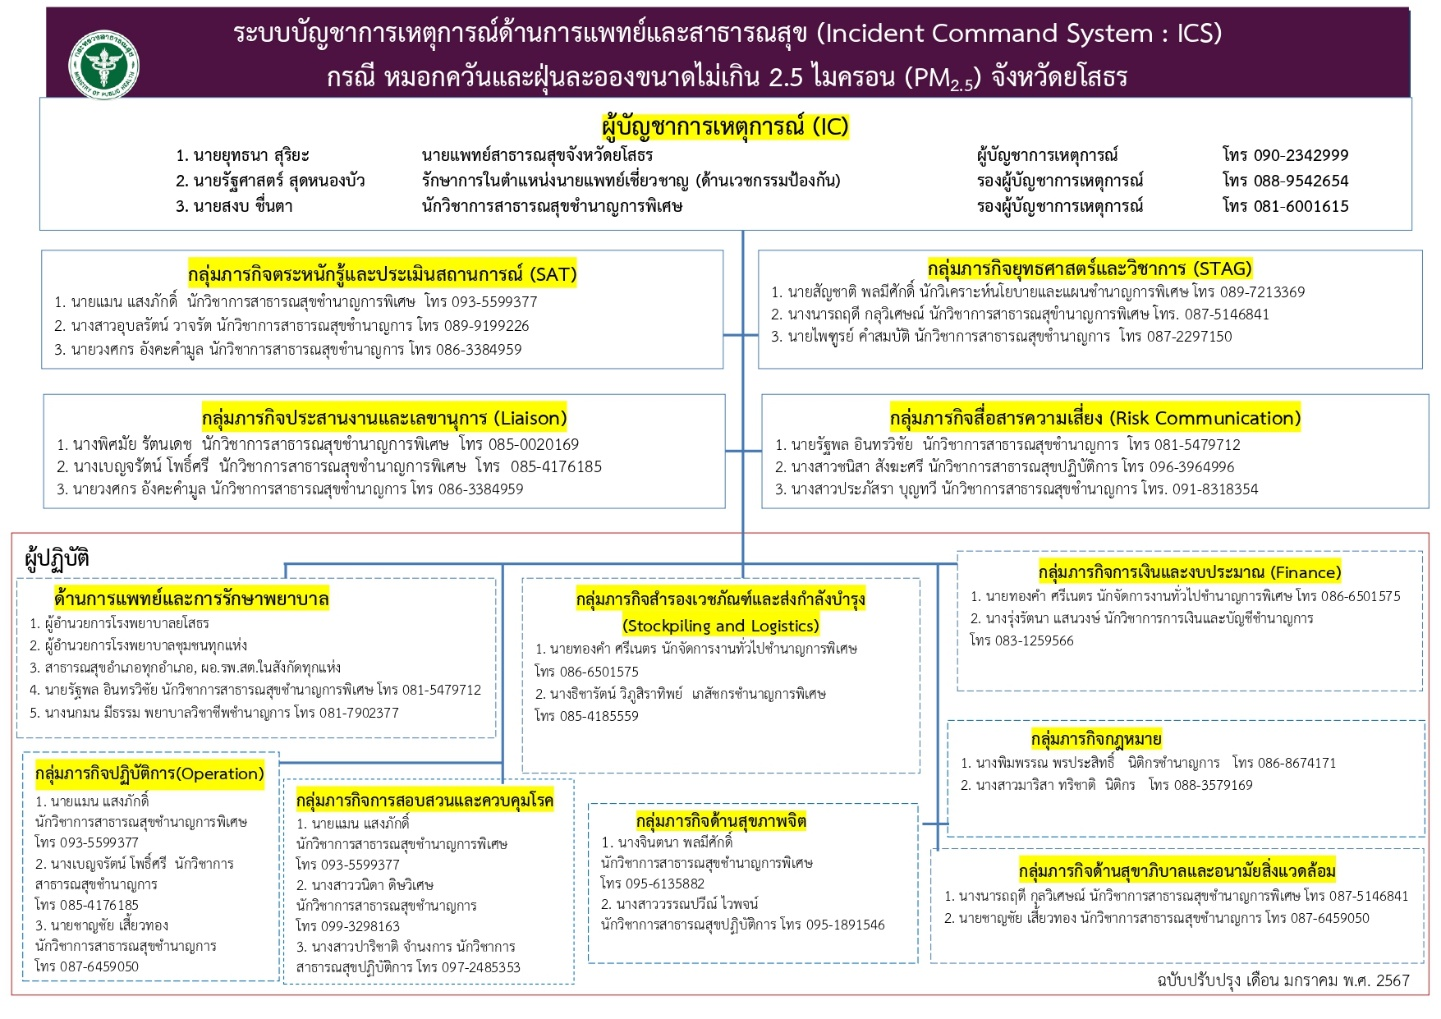 ระบบบัญชาการเหตุการณ์ด้านการแพทย์และสาธารณสุข (Incident Command System : ICS)
กรณี หมอกควันและฝุ่นละอองขนาดไม่เกิน 2.5 ไมครอน (PM2.5) จังหวัดยโสธร
ผู้บัญชาการเหตุการณ์ (IC)
1. นายยุทธนา สุริยะ นายแพทย์สาธารณสุขจังหวัดยโสธร ผู้บัญชาการเหตุการณ์ โทร 090-2342999
2. นายรัฐศาสตร์ สุดหนองบัว รักษาการในตำแหน่งนายแพทย์เชี่ยวชาญ (ด้านเวชกรรมป้องกัน) รองผู้บัญชาการเหตุการณ์ โทร 088-9542654
3. นายสงบ ชื่นตา นักวิชาการสาธารณสุขชำนาญการพิเศษ รองผู้บัญชาการเหตุการณ์ โทร 081-6001615
กลุ่มภารกิจตระหนักรู้และประเมินสถานการณ์ (SAT)
1. นายแมน แสงภักดิ์ นักวิชาการสาธารณสุขชำนาญการพิเศษ โทร 093-5599377
2. นางสาวอุบลรัตน์ วาจรัต นักวิชาการสาธารณสุขชำนาญการ โทร 089-9199226
3. นายวงศกร อังคะคำมูล นักวิชาการสาธารณสุขชำนาญการ โทร 086-3384959
กลุ่มภารกิจยุทธศาสตร์และวิชาการ (STAG)
1. นายสัญชาติ พลมีศักดิ์ นักวิเคราะห์นโยบายและแผนชำนาญการพิเศษ โทร 089-7213369
2. นางนารถฤดี กุลวิเศษณ์ นักวิชาการสาธารณสุขชำนาญการพิเศษ โทร. 087-5146841
3. นายไพฑูรย์ คำสมบัติ นักวิชาการสาธารณสุขชำนาญการ โทร 087-2297150
กลุ่มภารกิจประสานงานและเลขานุการ (Liaison)
1. นางพิศมัย รัตนเดช นักวิชาการสาธารณสุขชำนาญการพิเศษ โทร 085-0020169
2. นางเบญจรัตน์ โพธิ์ศรี นักวิชาการสาธารณสุขชำนาญการพิเศษ โทร 085-4176185
3. นายวงศกร อังคะคำมูล นักวิชาการสาธารณสุขชำนาญการ โทร 086-3384959
กลุ่มภารกิจสื่อสารความเสี่ยง (Risk Communication)
1. นายรัฐพล อินทรวิชัย นักวิชาการสาธารณสุขชำนาญการ โทร 081-5479712
2. นางสาวชนิสา สังฆะศรี นักวิชาการสาธารณสุขปฏิบัติการ โทร 096-3964996
3. นางสาวประภัสรา บุญทวี นักวิชาการสาธารณสุขชำนาญการ โทร. 091-8318354
ผู้ปฏิบัติ
ด้านการแพทย์และการรักษาพยาบาล
1. ผู้อำนวยการโรงพยาบาลยโสธร
2. ผู้อำนวยการโรงพยาบาลชุมชนทุกแห่ง
3. สาธารณสุขอำเภอทุกอำเภอ, ผอ.รพ.สต.ในสังกัดทุกแห่ง
4. นายรัฐพล อินทรวิชัย นักวิชาการสาธารณสุขชำนาญการพิเศษ โทร 081-5479712
5. นางนกมน มีธรรม พยาบาลวิชาชีพชำนาญการ โทร 081-7902377
กลุ่มภารกิจสำรองเวชภัณฑ์และส่งกำลังบำรุง
(Stockpiling and Logistics)
1. นายทองคำ ศรีเนตร นักจัดการงานทั่วไปชำนาญการพิเศษ
โทร 086-6501575
2. นางธิชารัตน์ วิภูสิราทิพย์ เภสัชกรชำนาญการพิเศษ
โทร 085-4185559
กลุ่มภารกิจการเงินและงบประมาณ (Finance)
1. นายทองคำ ศรีเนตร นักจัดการงานทั่วไปชำนาญการพิเศษ โทร 086-6501575
2. นางรุ่งรัตนา แสนวงษ์ นักวิชาการการเงินและบัญชีชำนาญการ
โทร 083-1259566
กลุ่มภารกิจกฎหมาย
1. นางพิมพรรณ พรประสิทธิ์ นิติกรชำนาญการ โทร 086-8674171
2. นางสาวมาริสา ทริชาติ นิติกร โทร 088-3579169
กลุ่มภารกิจปฏิบัติการ(Operation)
1. นายแมน แสงภักดิ์
นักวิชาการสาธารณสุขชำนาญการพิเศษ
โทร 093-5599377
2. นางเบญจรัตน์ โพธิ์ศรี นักวิชาการ
สาธารณสุขชำนาญการ
โทร 085-4176185
3. นายชาญชัย เสี้ยวทอง
นักวิชาการสาธารณสุขชำนาญการ
โทร 087-6459050
กลุ่มภารกิจการสอบสวนและควบคุมโรค
1. นายแมน แสงภักดิ์
นักวิชาการสาธารณสุขชำนาญการพิเศษ
โทร 093-5599377
2. นางสาววนิดา ดิษวิเศษ
นักวิชาการสาธารณสุขชำนาญการ
โทร 099-3298163
3. นางสาวปาริชาติ จำนงการ นักวิชาการ
สาธารณสุขปฏิบัติการ โทร 097-2485353
กลุ่มภารกิจด้านสุขภาพจิต
1. นางจินตนา พลมีศักดิ์
นักวิชาการสาธารณสุขชำนาญการพิเศษ
โทร 095-6135882
2. นางสาววรรณปวีณ์ ไวพจน์
นักวิชาการสาธารณสุขปฏิบัติการ โทร 095-1891546
กลุ่มภารกิจด้านสุขาภิบาลและอนามัยสิ่งแวดล้อม
1. นางนารถฤดี กุลวิเศษณ์ นักวิชาการสาธารณสุขชำนาญการพิเศษ โทร 087-5146841
2. นายชาญชัย เสี้ยวทอง นักวิชาการสาธารณสุขชำนาญการ โทร 087-6459050
ฉบับปรับปรุง เดือน มกราคม พ.ศ. 2567